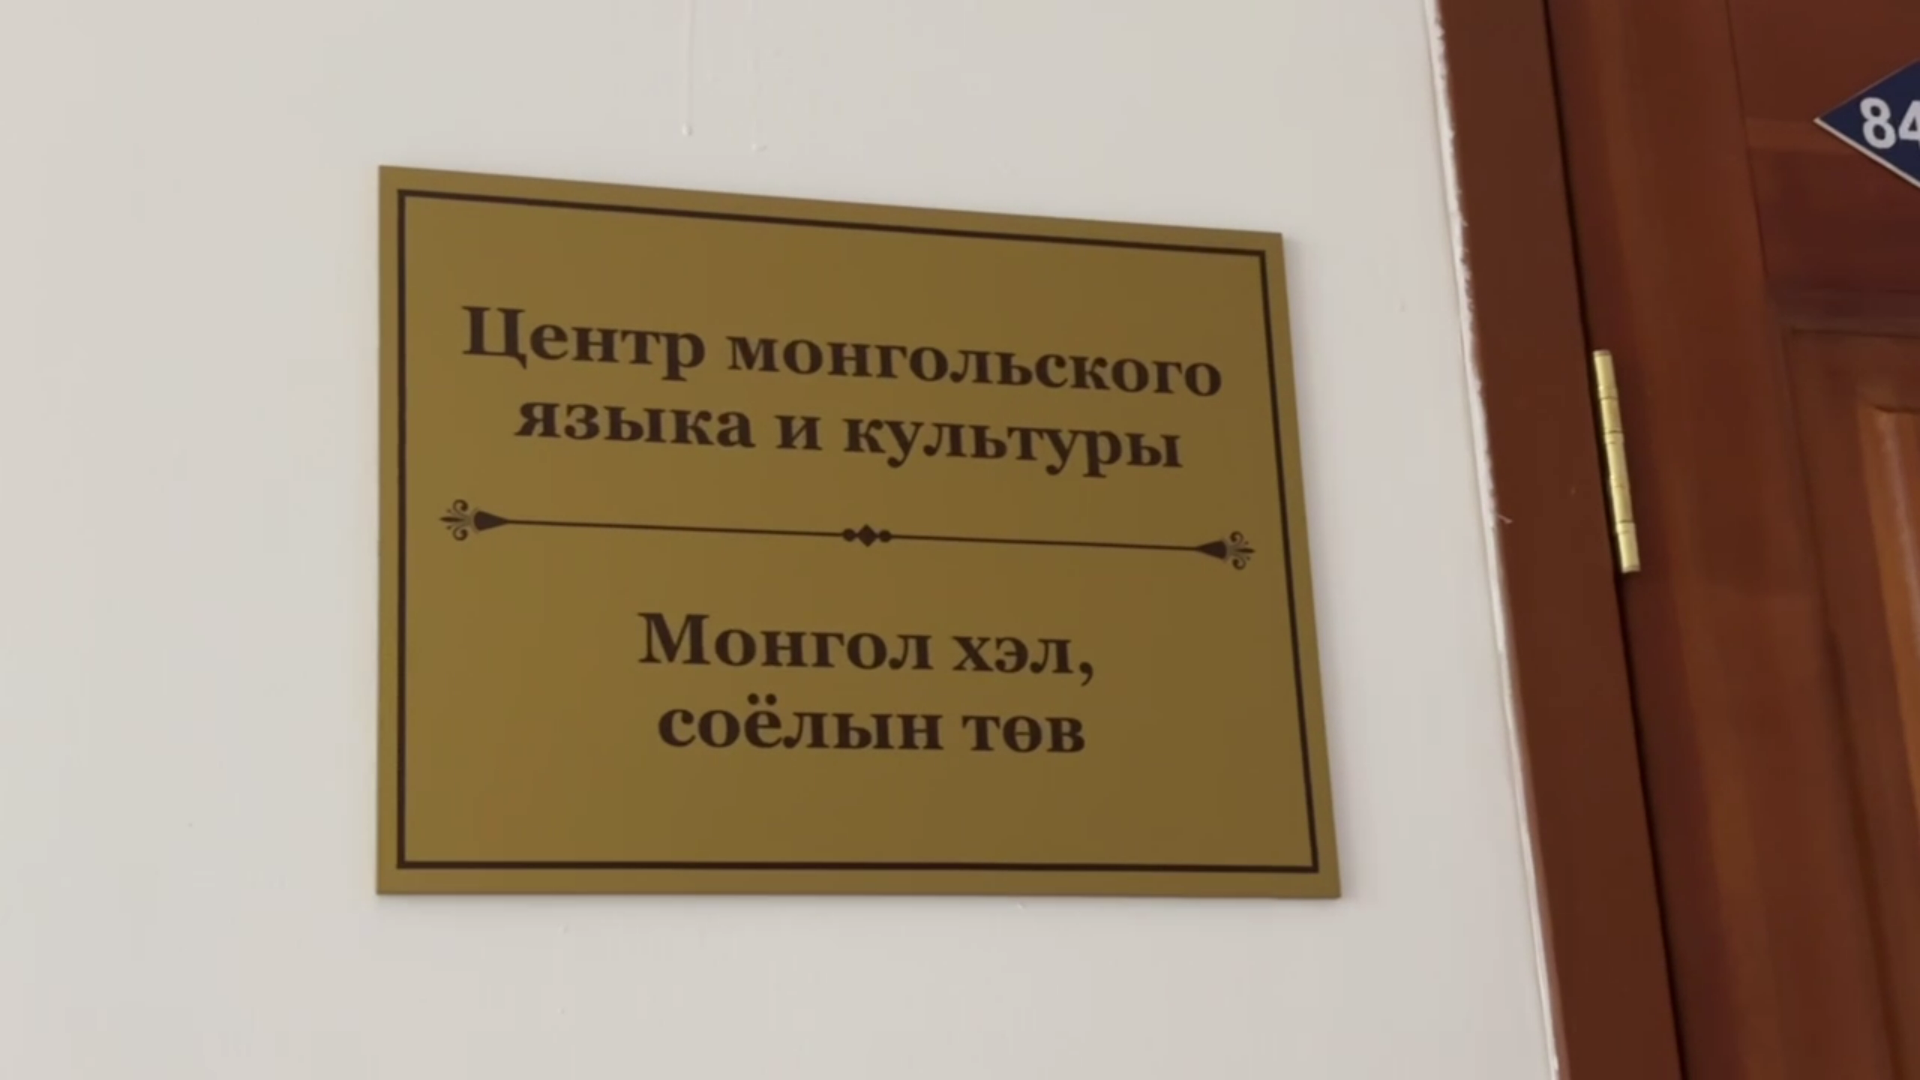 Центр монгольского
языка и культуры
Монгол хэл,
соёлын төв
84